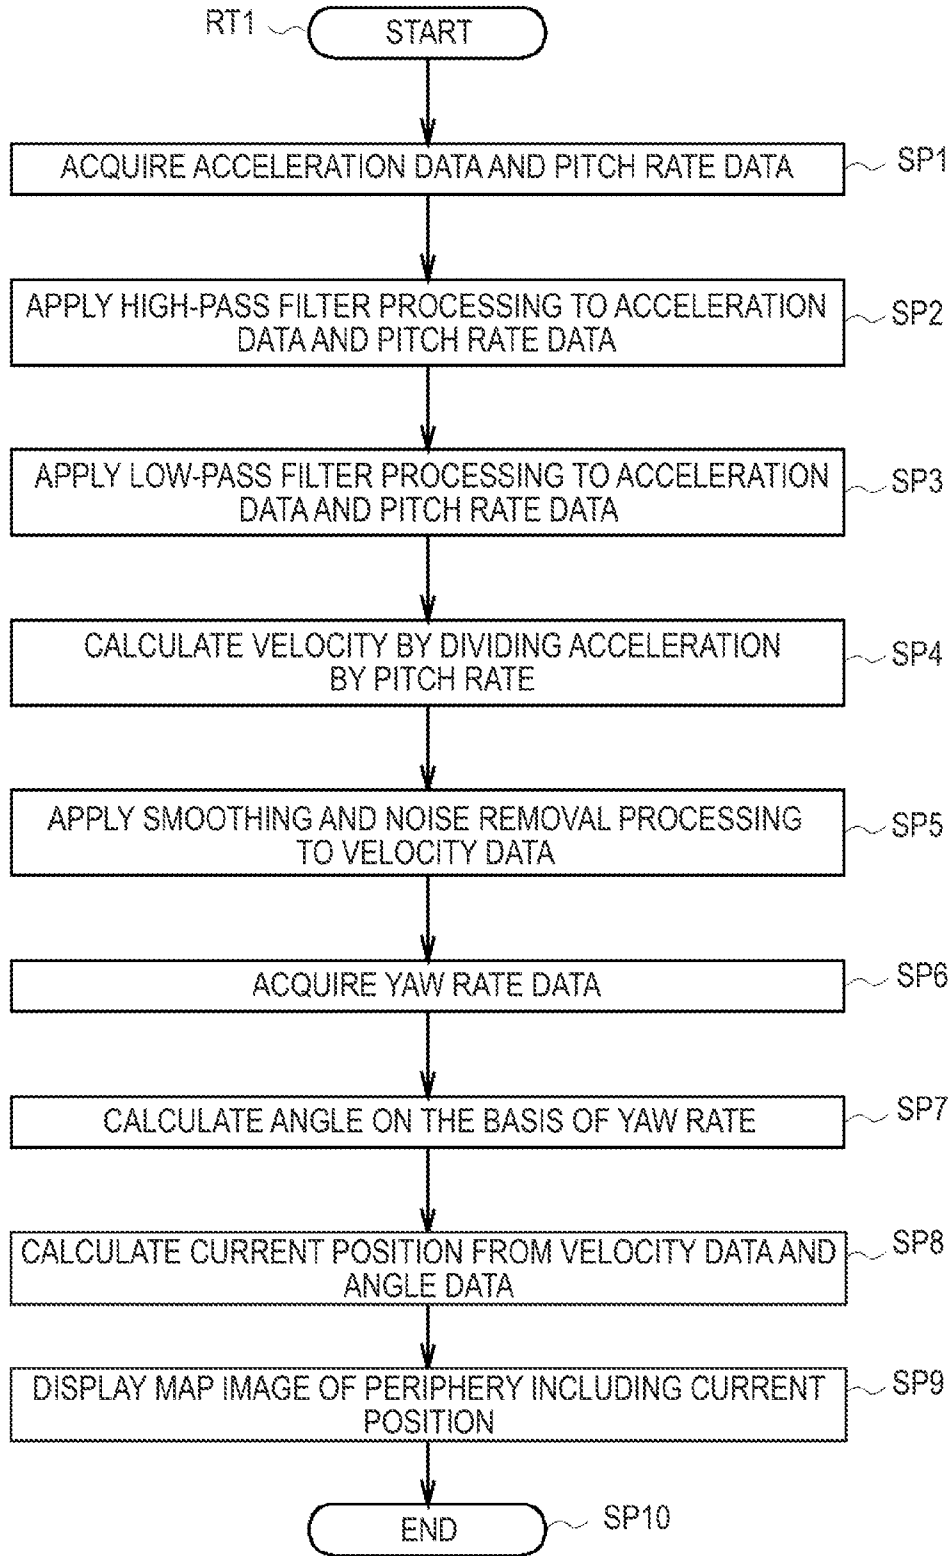 RT1
START
ACQUIRE ACCELERATION DATA AND PITCH RATE DATA
SP1
APPLY HIGH-PASS FILTER PROCESSING TO ACCELERATION
DATA AND PITCH RATE DATA
SP2
APPLY LOW-PASS FILTER PROCESSING TO ACCELERATION
DATA AND PITCH RATE DATA
SP3
CALCULATE VELOCITY BY DIVIDING ACCELERATION
BY PITCH RATE
SP4
APPLY SMOOTHING AND NOISE REMOVAL PROCESSING
TO VELOCITY DATA
SP5
ACQUIRE YAW RATE DATA
SP6
CALCULATE ANGLE ON THE BASIS OF YAW RATE
SP7
CALCULATE CURRENT POSITION FROM VELOCITY DATA AND
ANGLE DATA
SP8
DISPLAY MAP IMAGE OF PERIPHERY INCLUDING CURRENT
POSITION
SP9
END
SP10